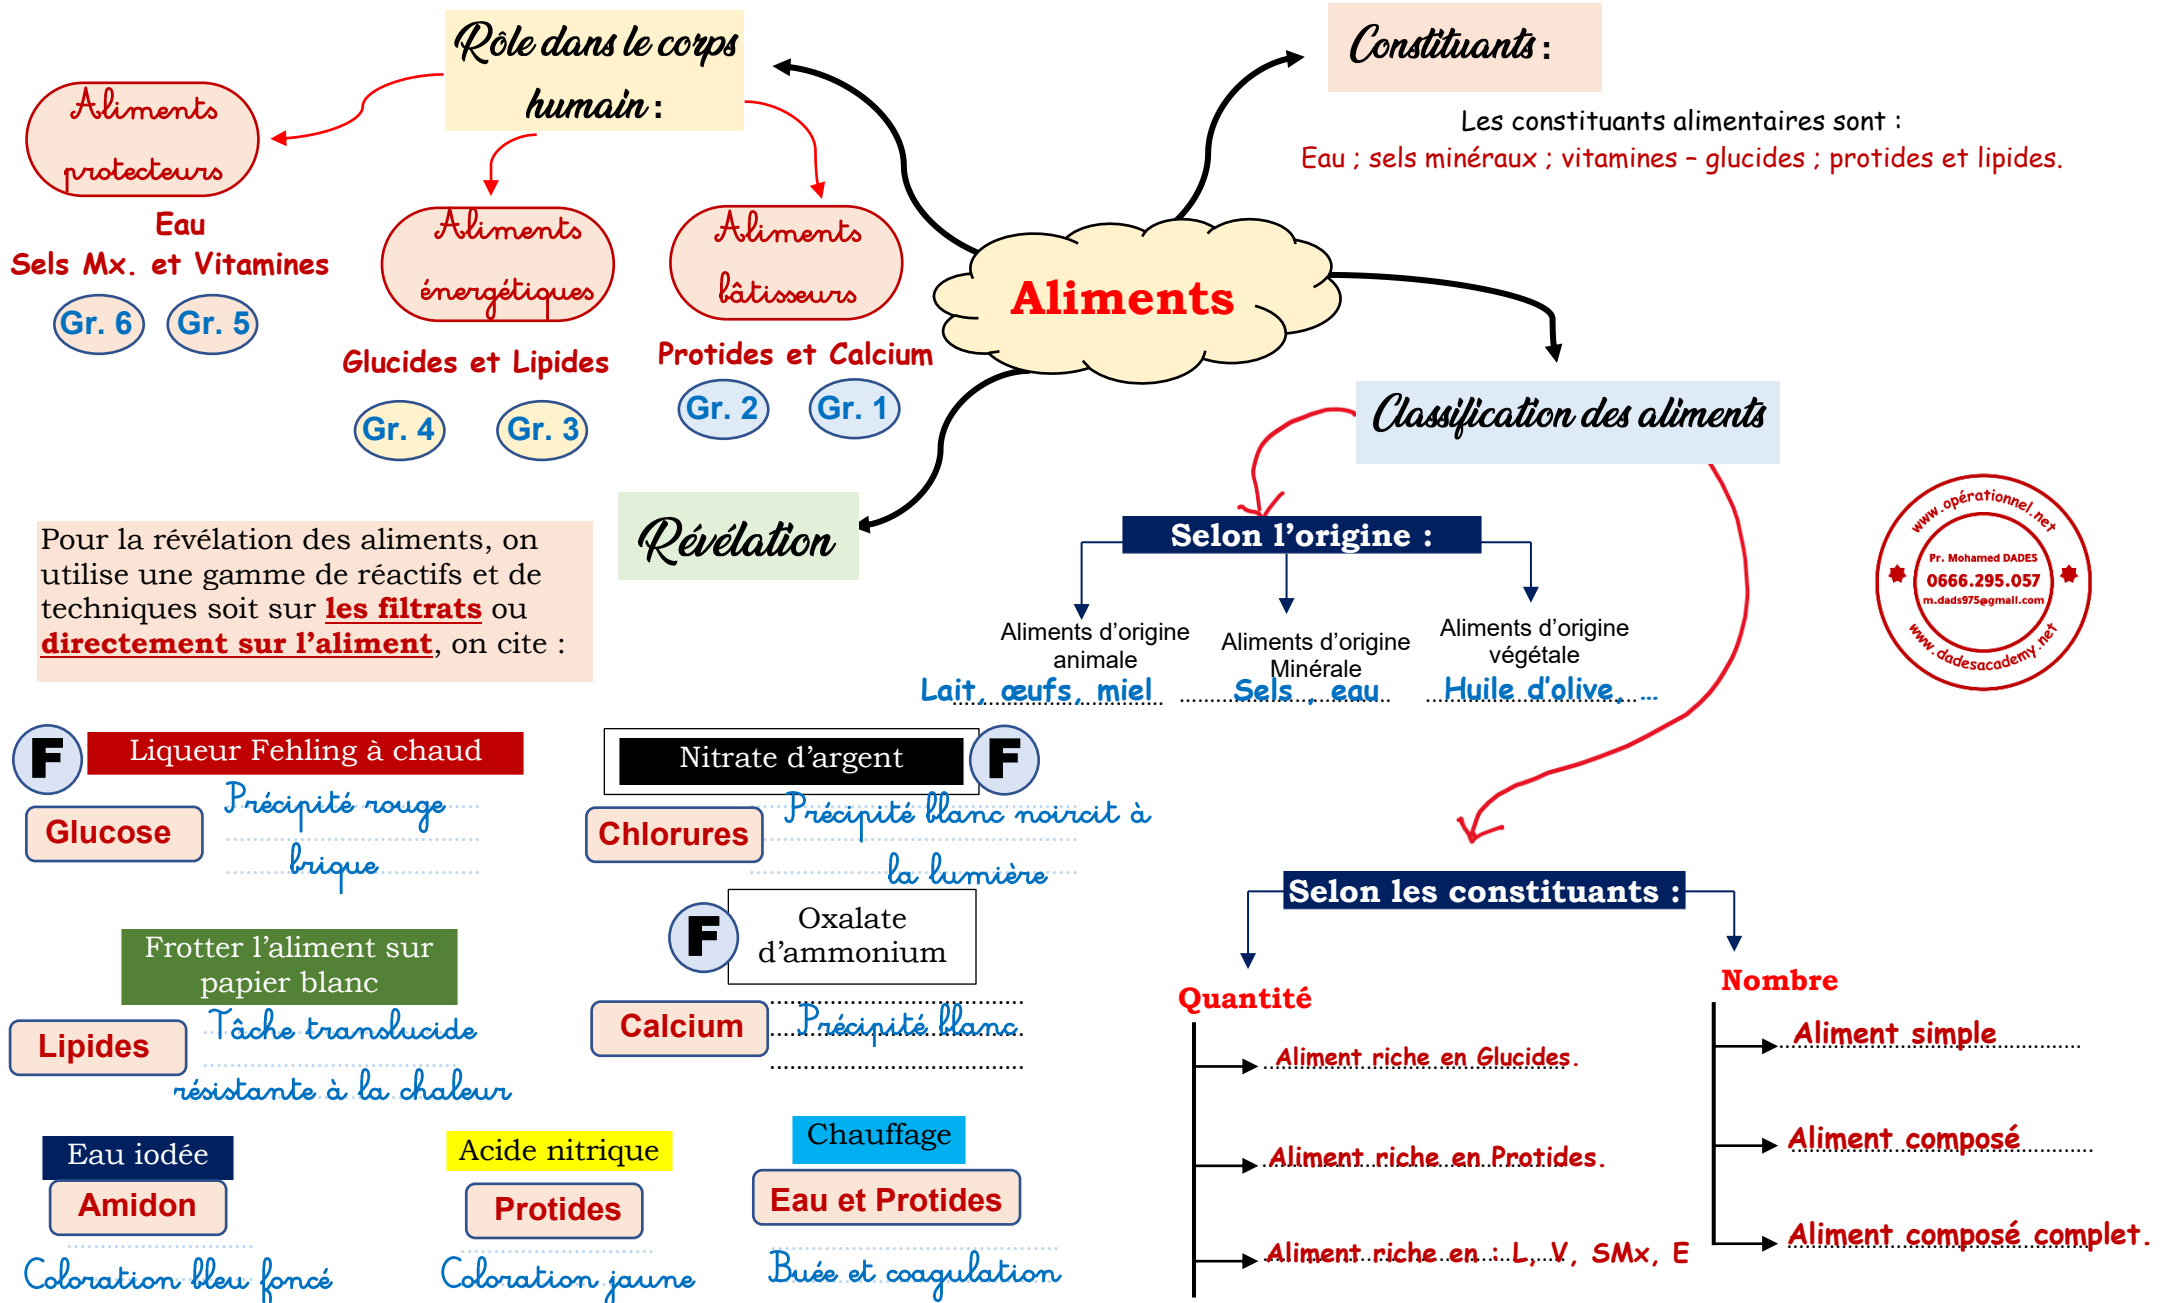 Rôle dans le corps
humain :
Constituants :
Les constituants alimentaires sont :
Eau ; sels minéraux ; vitamines – glucides ; protides et lipides.
Aliments
protecteurs
Eau
Sels Mx. et Vitamines
Gr. 6
Gr. 5
Aliments
énergétiques
Glucides et Lipides
Gr. 4
Gr. 3
Aliments
bâtisseurs
Protides et Calcium
Gr. 2
Gr. 1
Aliments
Classification des aliments
Selon l’origine :
Aliments d’origine
animale
Lait, œufs, miel
Aliments d’origine
Minérale
Sels , eau
Aliments d’origine
végétale
Huile d’olive, …
www.opérationnel.net
Pr. Mohamed DADES
0666.295.057
m.dads975@gmail.com
www.dadesacademy.net
Révélation
Pour la révélation des aliments, on
utilise une gamme de réactifs et de
techniques soit sur les filtrats ou
directement sur l’aliment, on cite :
F
Liqueur Fehling à chaud
Glucose
Précipité rouge
brique
Nitrate d’argent
F
Chlorures
Précipité blanc noircit à
la lumière
Frotter l’aliment sur
papier blanc
Lipides
Tâche translucide
résistante à la chaleur
F
Oxalate
d’ammonium
Calcium
Précipité blanc
Eau iodée
Amidon
Coloration bleu foncé
Acide nitrique
Protides
Coloration jaune
Chauffage
Eau et Protides
Buée et coagulation
Selon les constituants :
Quantité
Aliment riche en Glucides.
Aliment riche en Protides.
Aliment riche en : L, V, SMx, E
Nombre
Aliment simple
Aliment composé
Aliment composé complet.